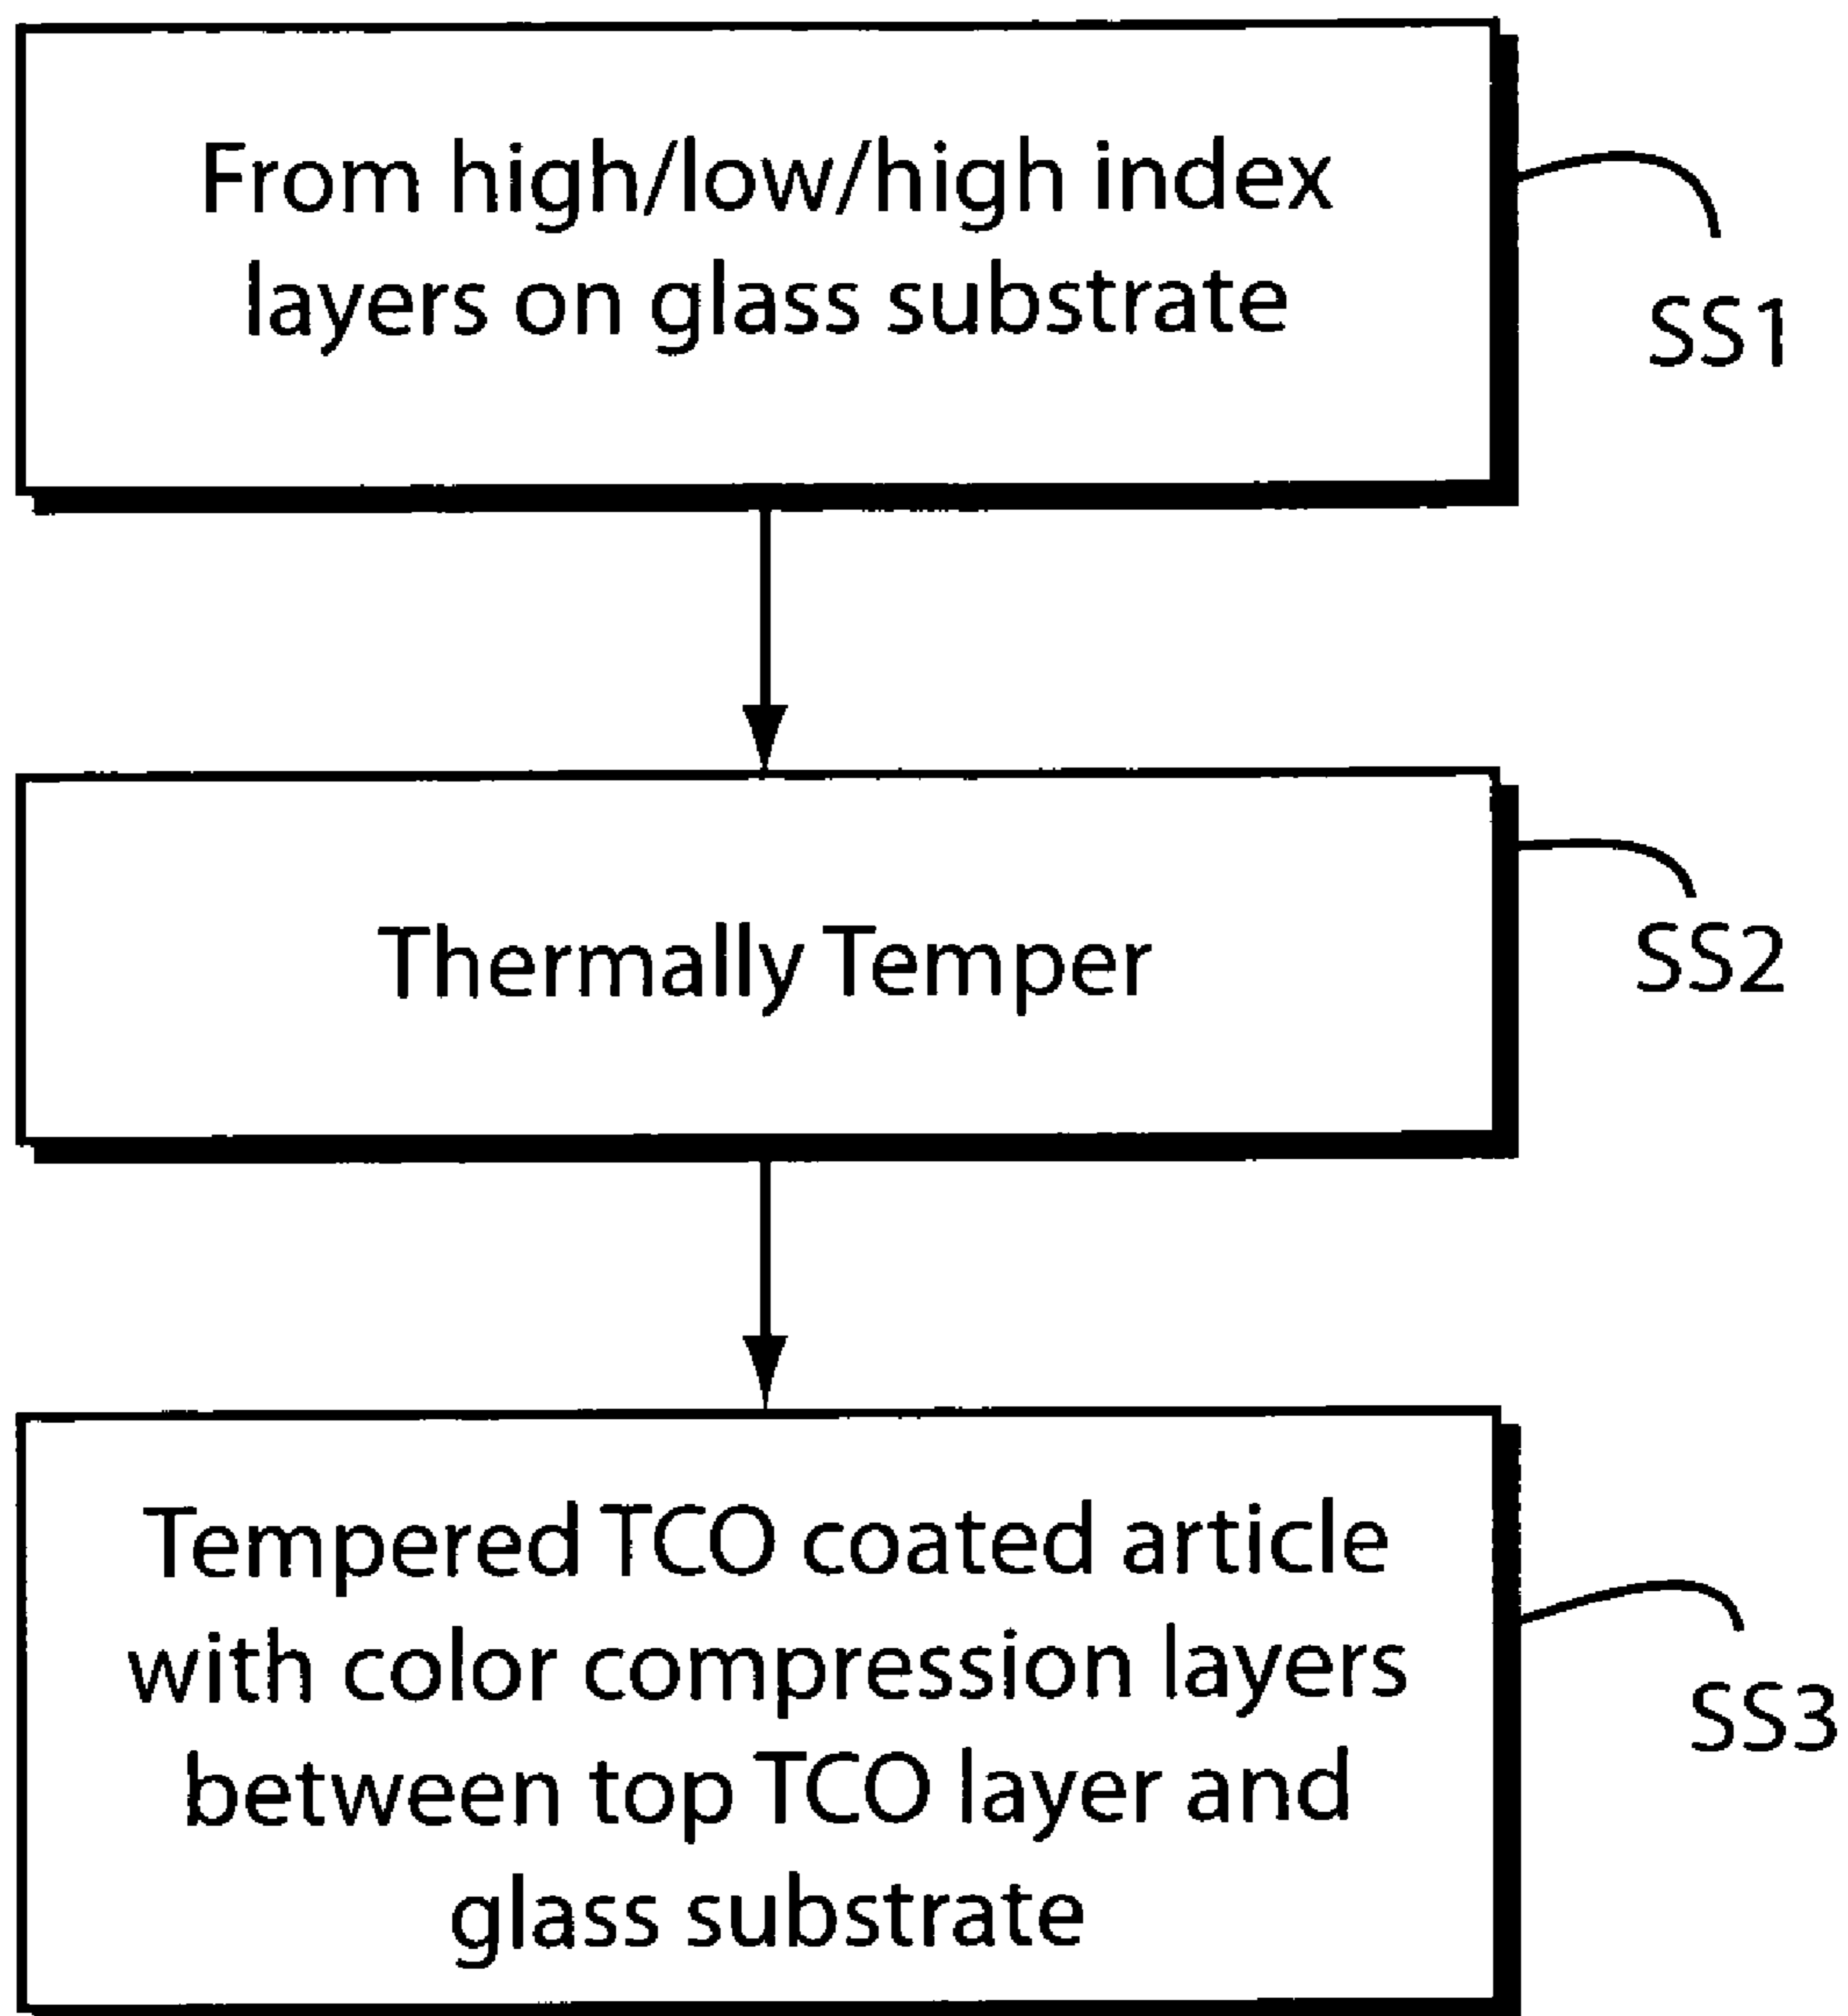 From high/low/high index
layers on glass substrate
SS1
Thermally Temper
SS2
Tempered TCO coated article
with color compression layers
between top TCO layer and
glass substrate
SS3